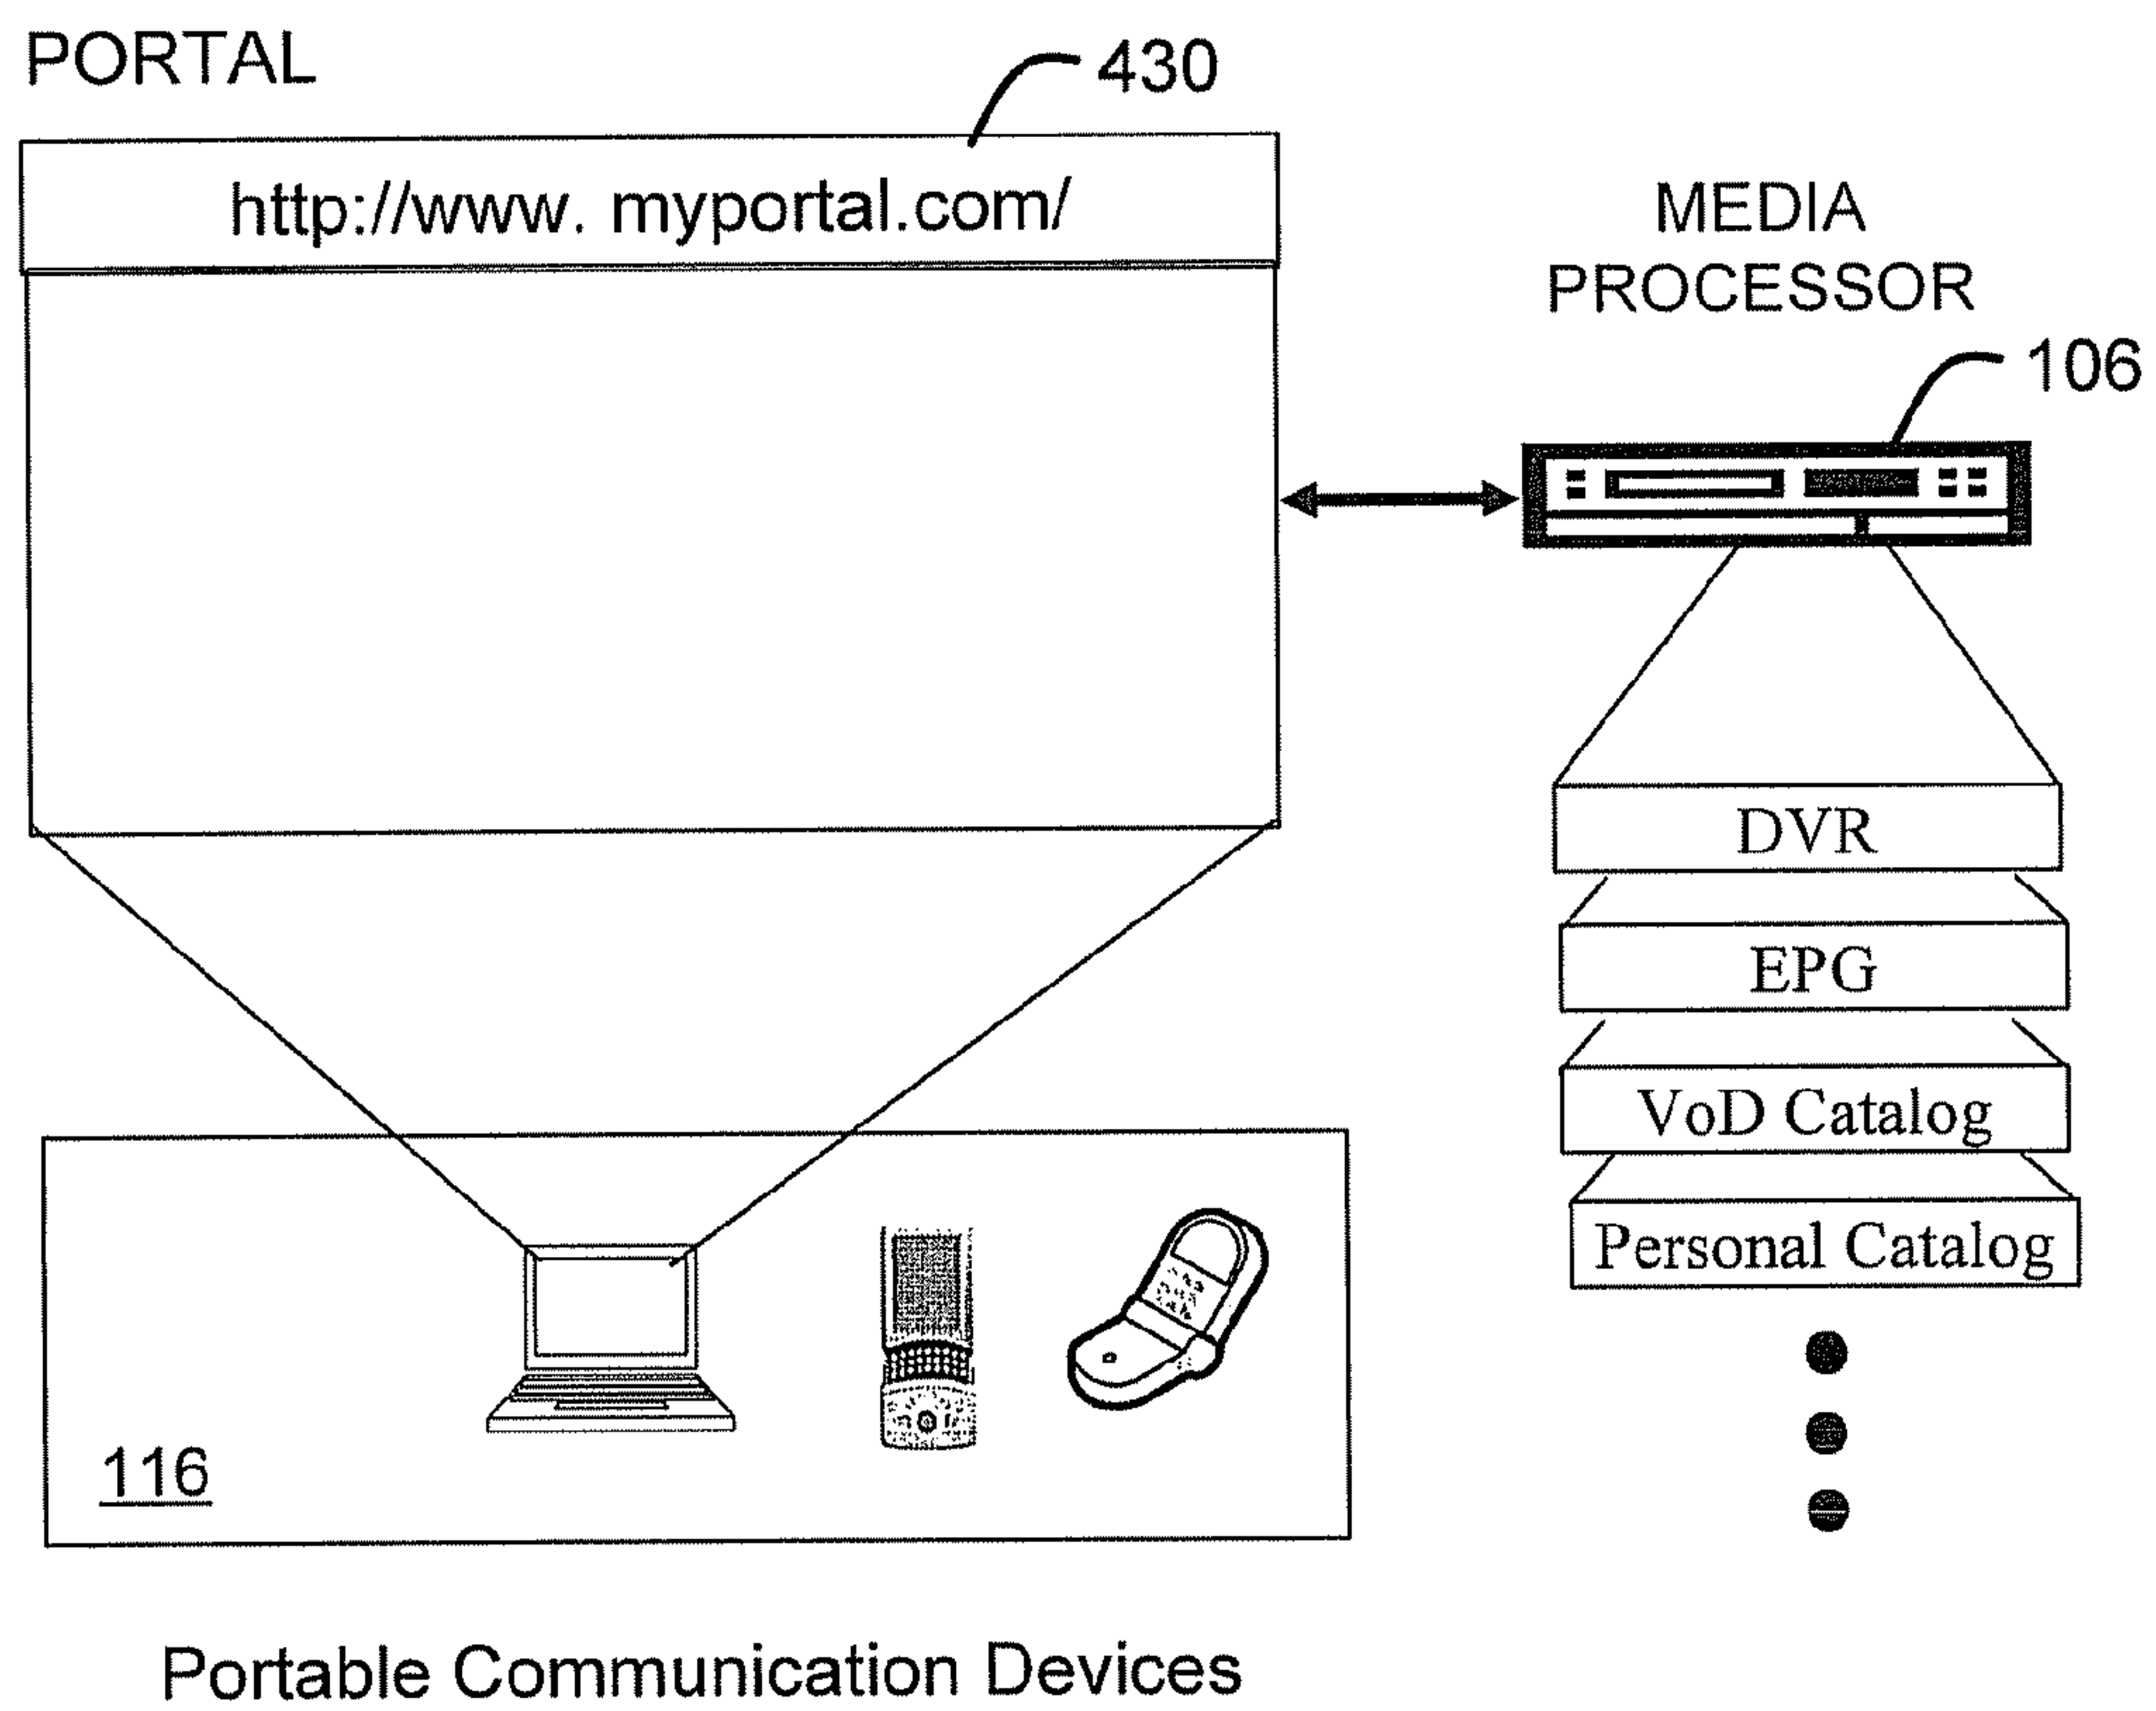 PORTAL
430
http://www. myportal.com/
MEDIA
PROCESSOR
106
DVR
EPG
VoD Catalog
Personal Catalog
116
Portable Communication Devices